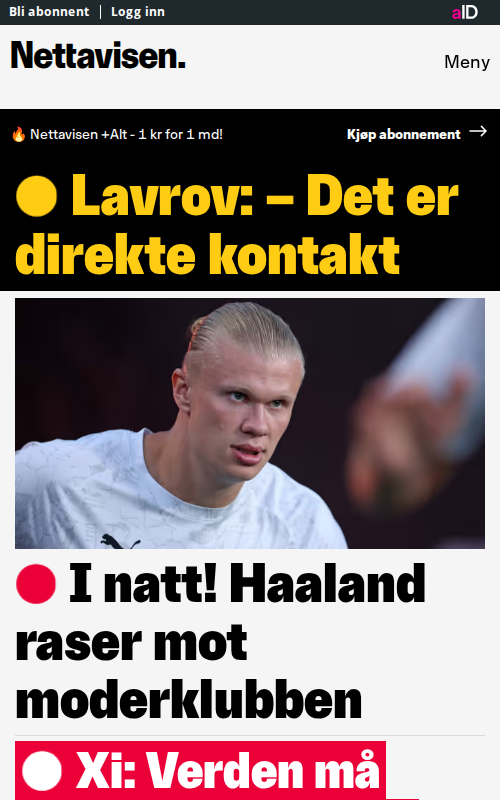 Bli abonnent | Logg inn
aID
Nettavisen.
Meny
🔥 Nettavisen +Alt - 1 kr for 1 md!
Kjøp abonnement →
Lavrov: – Det er
direkte kontakt
I natt! Haaland
raser mot
moderklubben
Xi: Verden må